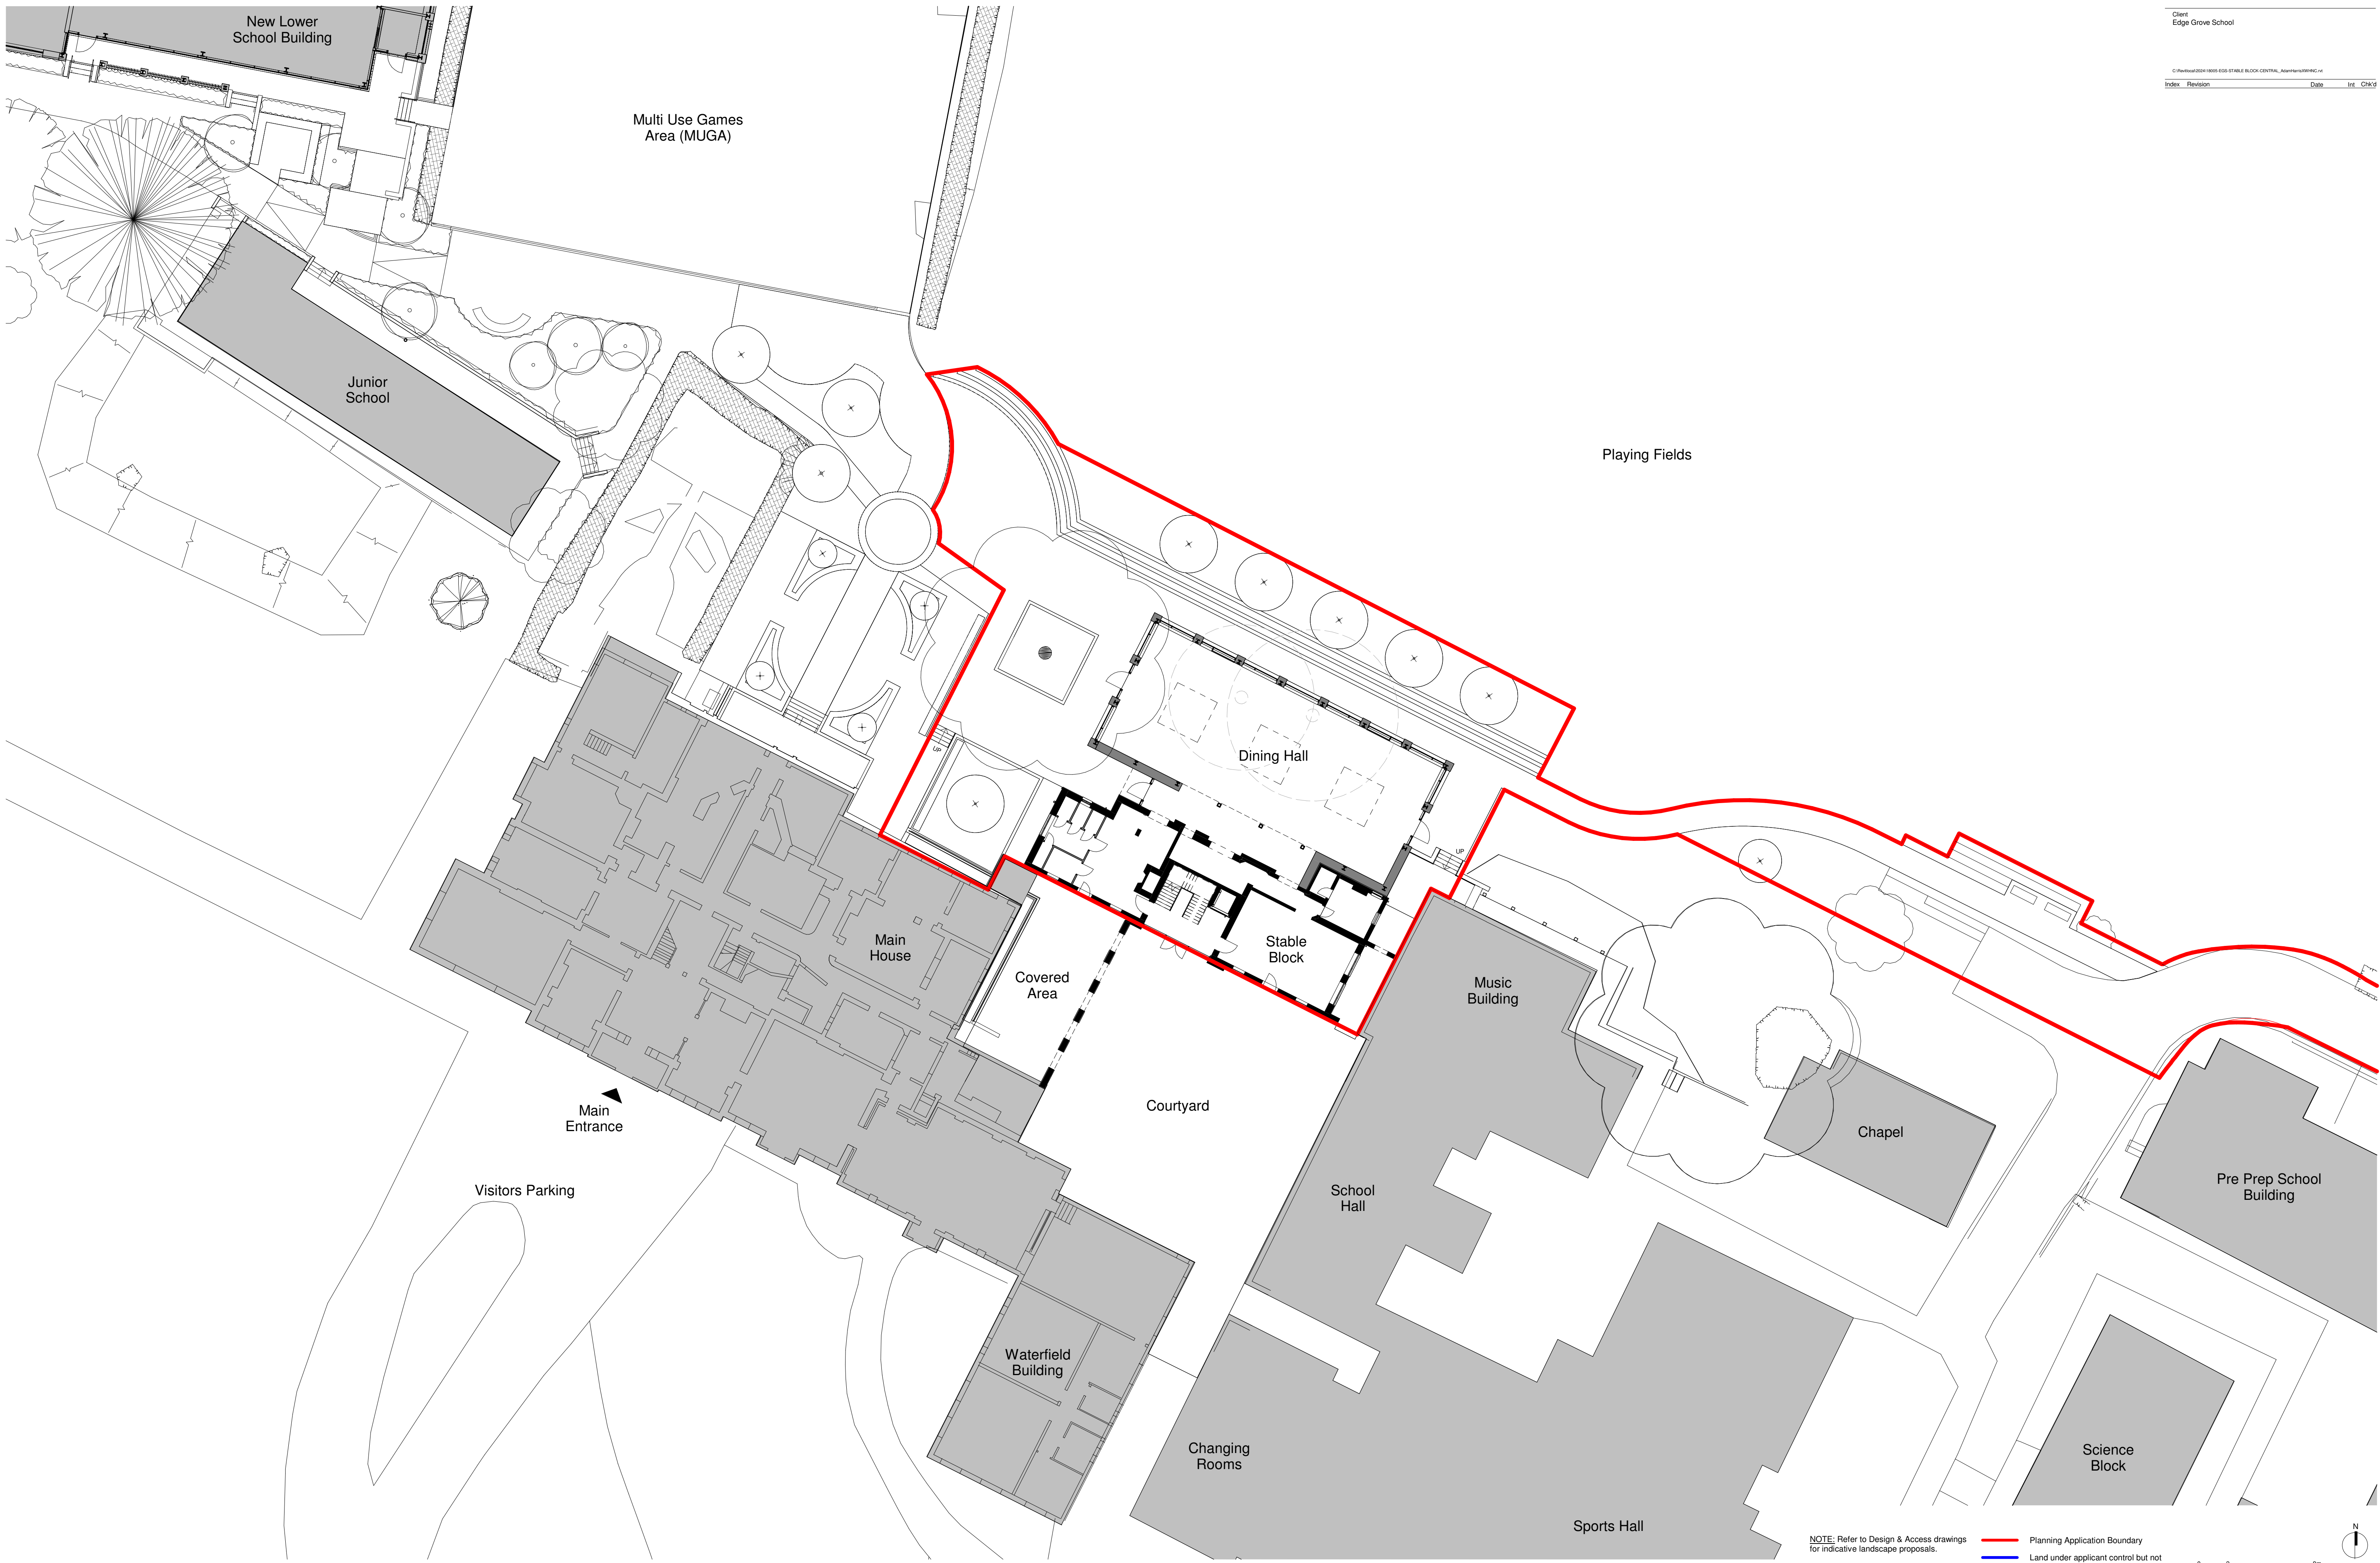 New Lower
School Building
Client
Edge Grove School
Index Revision Date Int Chk'd
Multi Use Games
Area (MUGA)
Junior
School
Playing Fields
UP
Dining Hall
UP
Main
House
Stable
Block
Covered
Area
Music
Building
Main
Entrance
Courtyard
Chapel
Visitors Parking
School
Hall
Pre Prep School
Building
Waterfield
Building
Changing
Rooms
Science
Block
Sports Hall
NOTE: Refer to Design & Access drawings
for indicative landscape proposals.
Planning Application Boundary
Land under applicant control but not
N